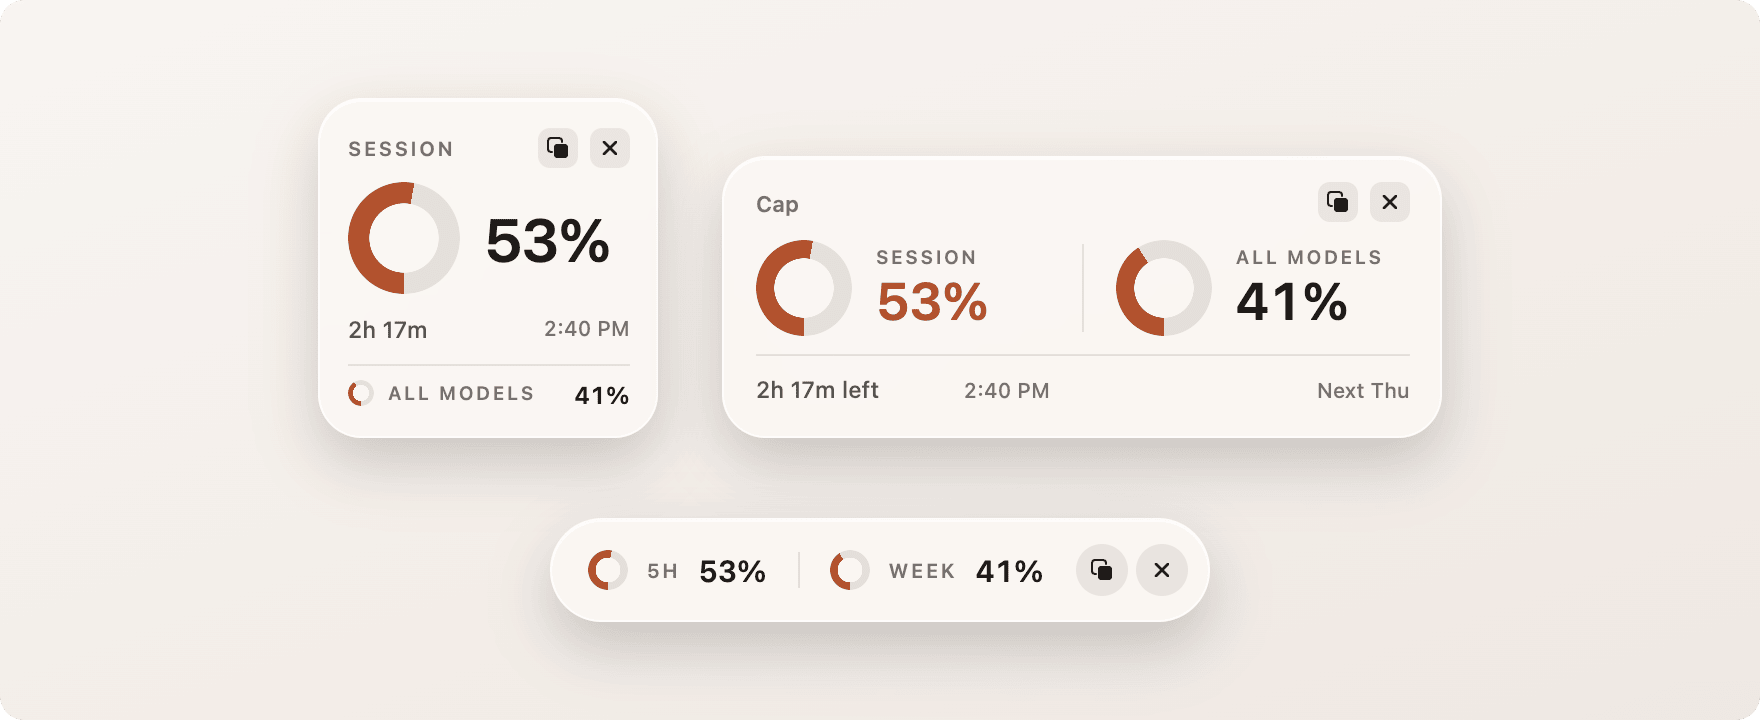 SESSION
53%
2h 17m 2:40 PM
ALL MODELS 41%
Cap
SESSION
53%
ALL MODELS
41%
2h 17m left 2:40 PM Next Thu
5H 53% WEEK 41%